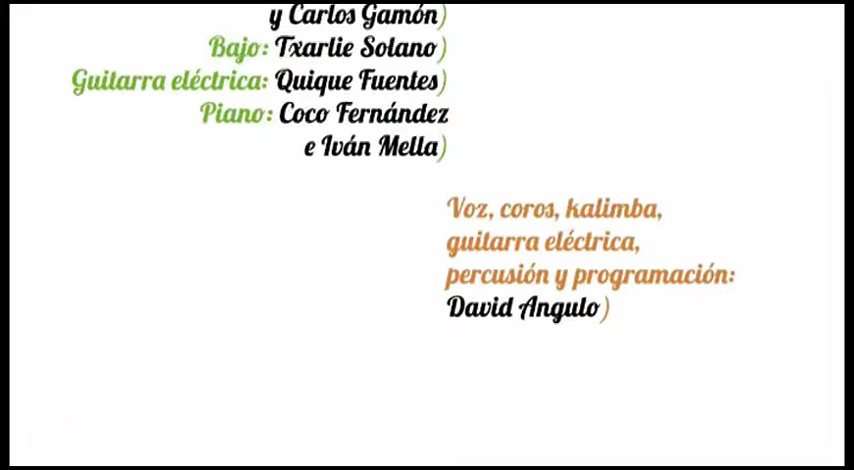 y Carlos Gamón)
Bajo: Txarlie Solano)
Guitarra eléctrica: Quique Fuentes)
Piano: Coco Fernández
e Iván Mella)
Voz, coros, kalimba,
guitarra eléctrica,
percusión y programación:
David Angulo)